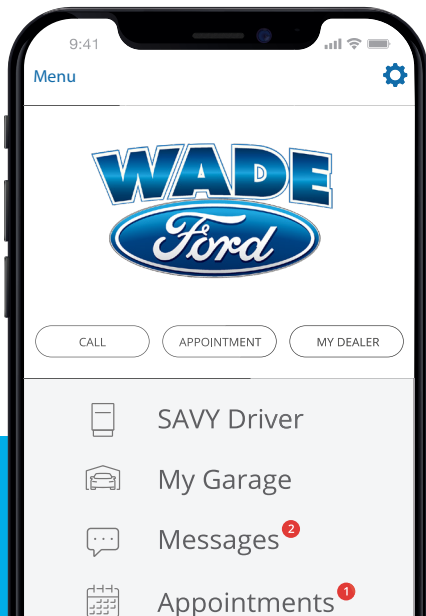 9:41
Menu
WADE
Ford
CALL APPOINTMENT MY DEALER
SAVY Driver
My Garage
Messages 2
Appointments 1